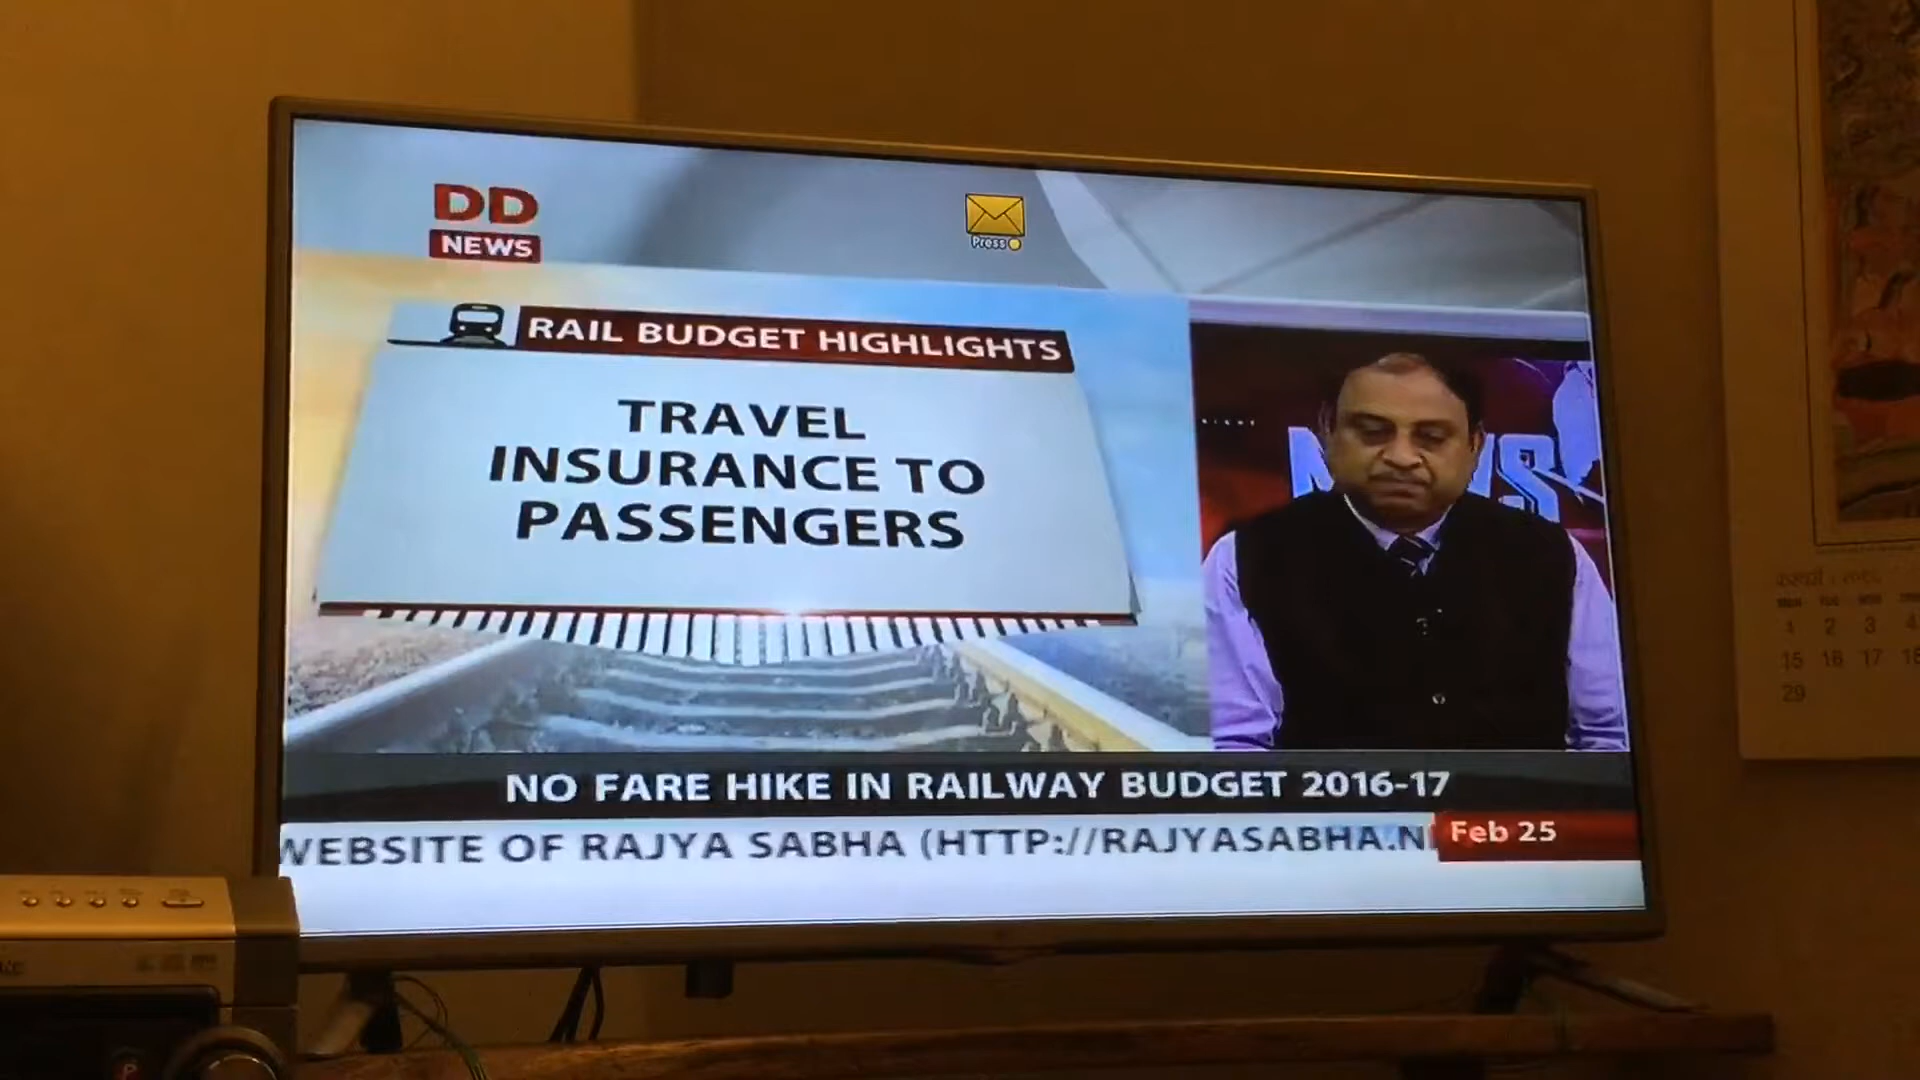 DD
NEWS
Press
RAIL BUDGET HIGHLIGHTS
TRAVEL
INSURANCE TO
PASSENGERS
NO FARE HIKE IN RAILWAY BUDGET 2016-17
WEBSITE OF RAJYA SABHA (HTTP://RAJYASABHA.NI
Feb 25
1 2 3 4
15 16 17 18
29